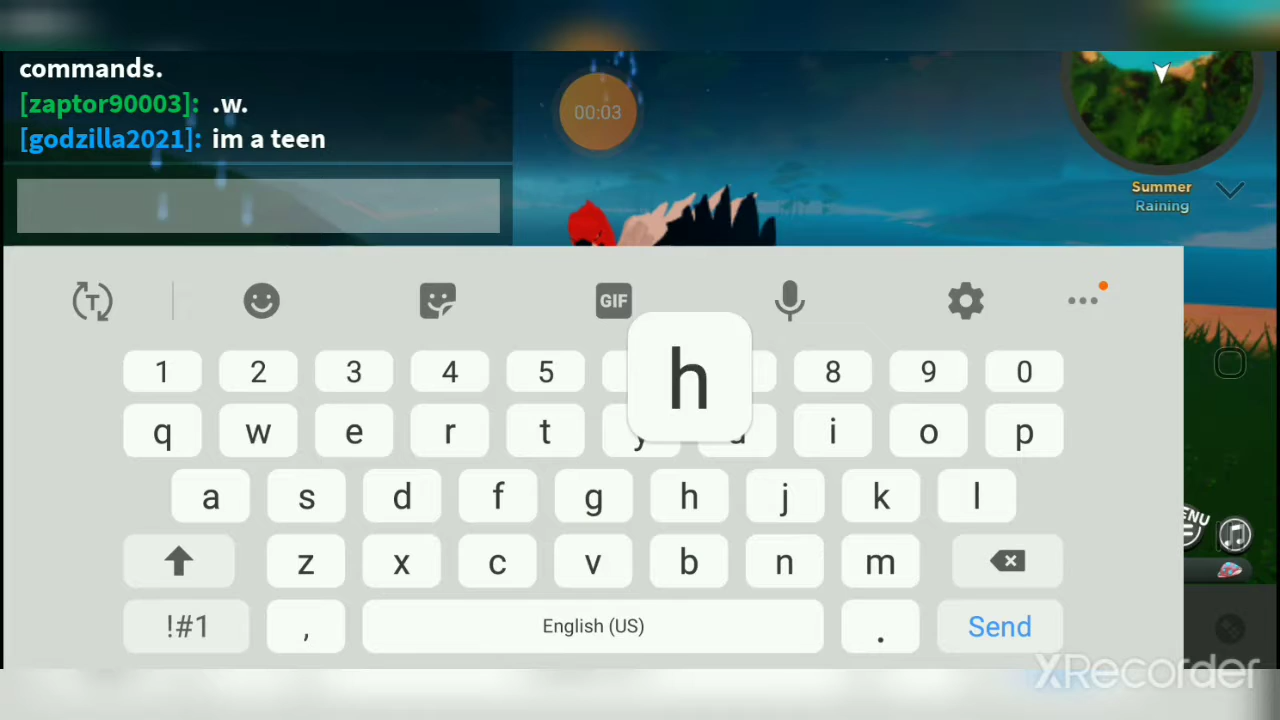 commands.
[zaptor90003]: .w.
[godzilla2021]: im a teen
00:03
Summer
Raining
T
GIF
h
1 2 3 4 5 8 9 0
q w e r t y u i o p
a s d f g h j k l
z x c v b n m
!#1 , English (US) . Send
ENU
XRecorder